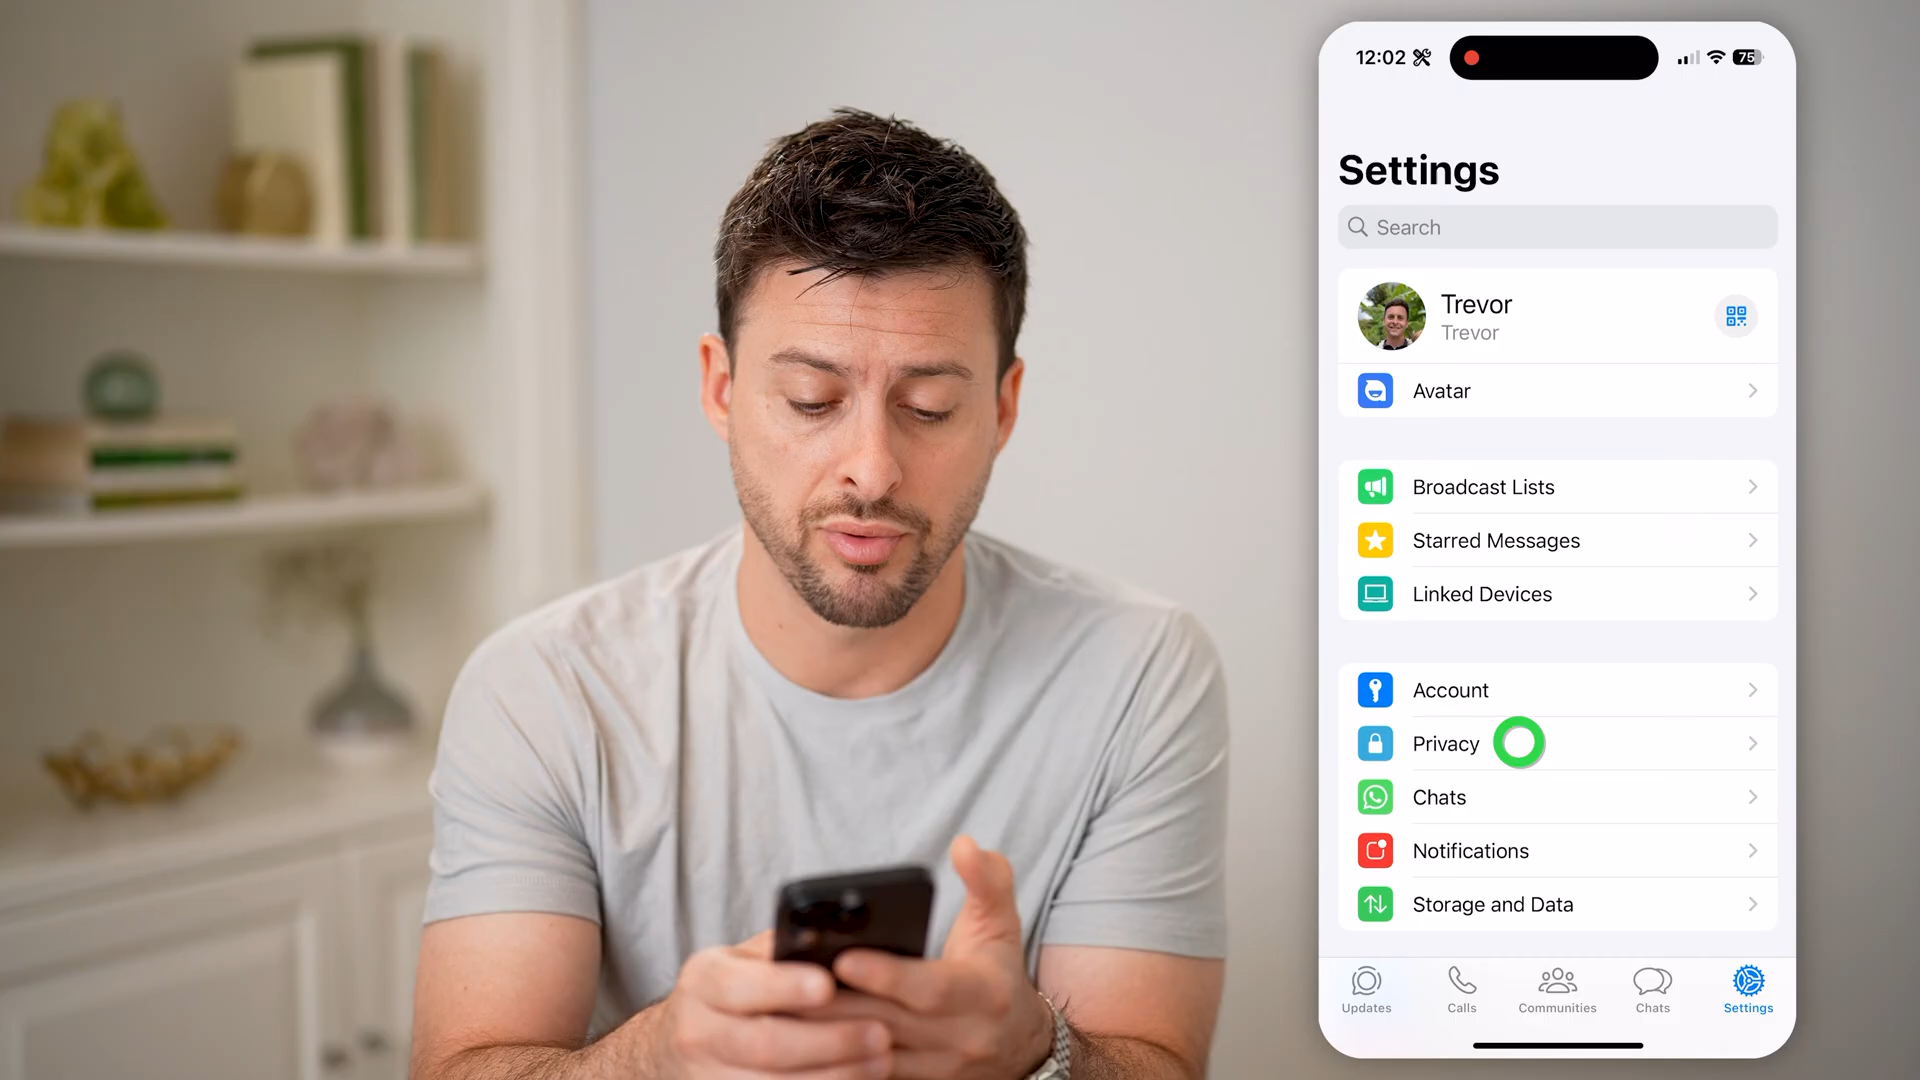 12:02
75
Settings
Search
Trevor
Trevor
Avatar
Broadcast Lists
Starred Messages
Linked Devices
Account
Privacy
Chats
Notifications
Storage and Data
Updates
Calls
Communities
Chats
Settings